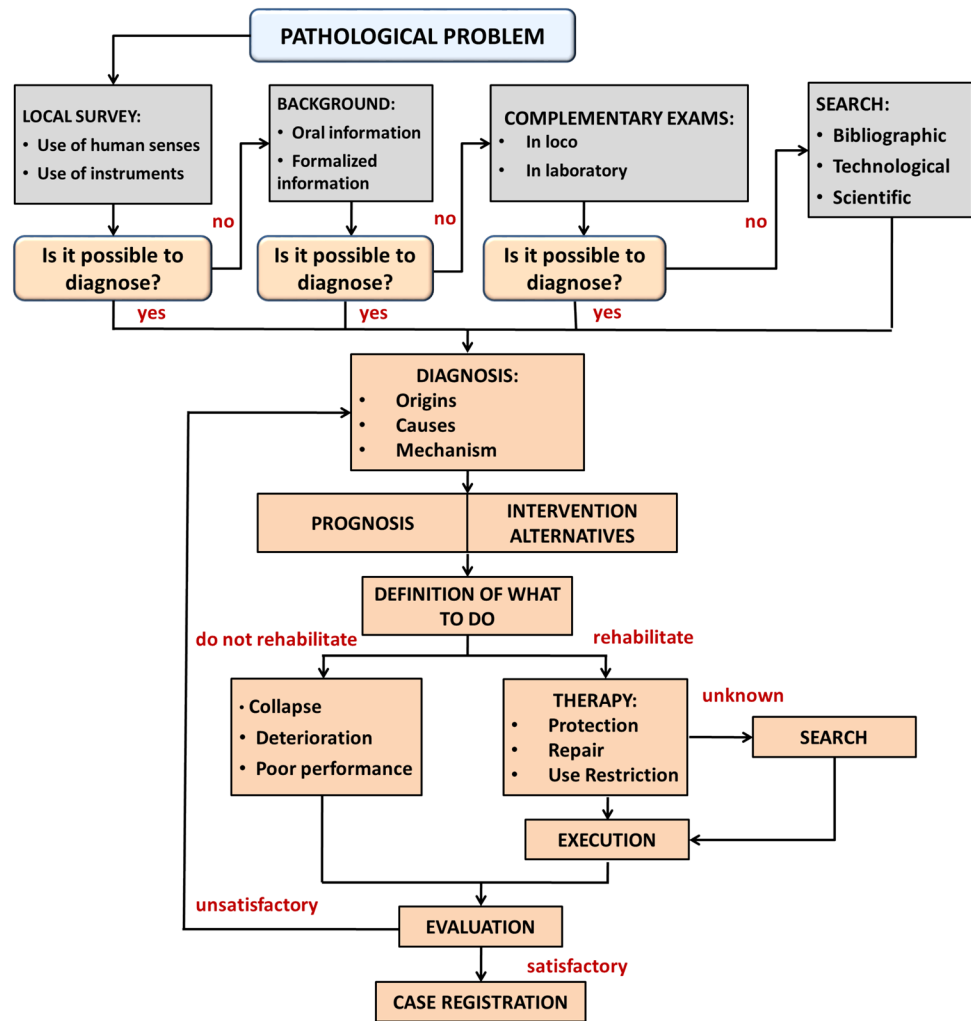 PATHOLOGICAL PROBLEM
LOCAL SURVEY:
• Use of human senses
• Use of instruments
BACKGROUND:
• Oral information
• Formalized
information
COMPLEMENTARY EXAMS:
• In loco
• In laboratory
SEARCH:
• Bibliographic
• Technological
• Scientific
no
no
no
Is it possible to
diagnose?
Is it possible to
diagnose?
Is it possible to
diagnose?
yes
yes
yes
DIAGNOSIS:
• Origins
• Causes
• Mechanism
PROGNOSIS
INTERVENTION
ALTERNATIVES
DEFINITION OF WHAT
TO DO
do not rehabilitate
rehabilitate
• Collapse
• Deterioration
• Poor performance
THERAPY:
• Protection
• Repair
• Use Restriction
unknown
SEARCH
EXECUTION
unsatisfactory
EVALUATION
satisfactory
CASE REGISTRATION